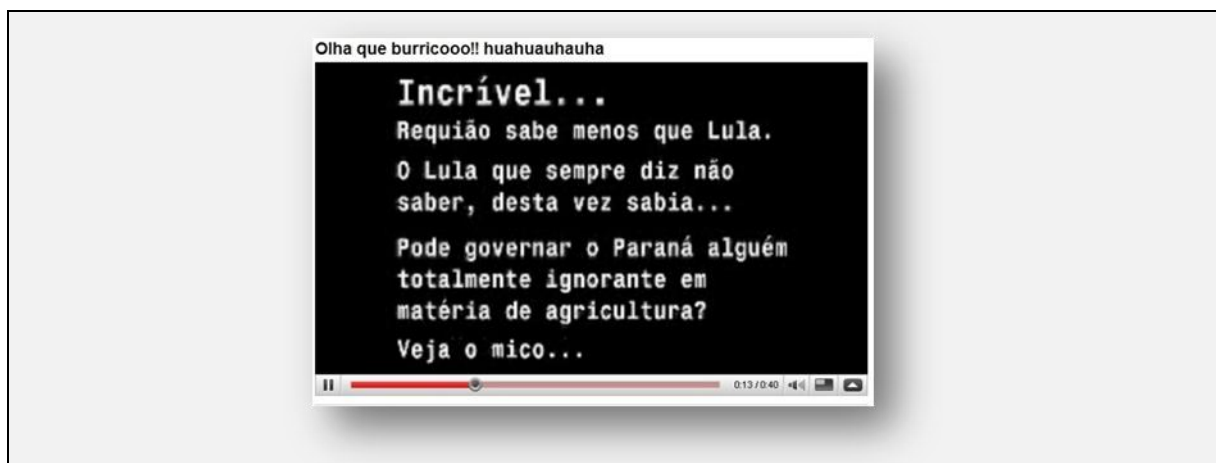 Olha que burricooo!! huahuauhauha
Incrível...
Requião sabe menos que Lula.
O Lula que sempre diz não
saber, desta vez sabia...
Pode governar o Paraná alguém
totalmente ignorante em
matéria de agricultura?
Veja o mico...
0:13 / 0:40